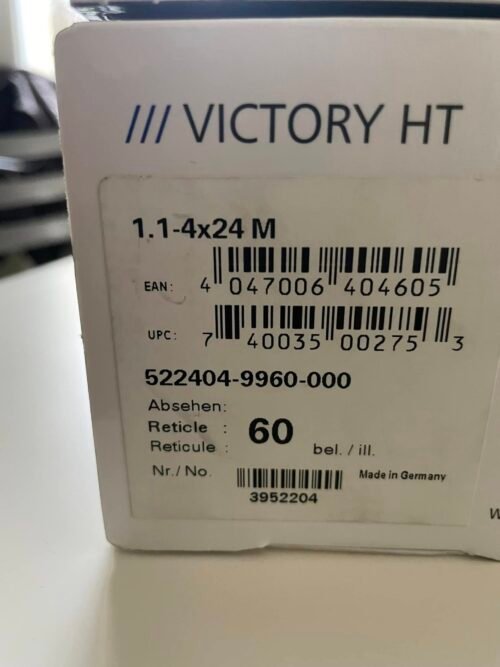 /// VICTORY HT
1.1-4x24 M
EAN: 4 047006 404605
UPC: 7 40035 00275 3
522404-9960-000
Absehen:
Reticle : 60
Reticule : bel. / ill.
Nr./ No. Made in Germany
3952204
W